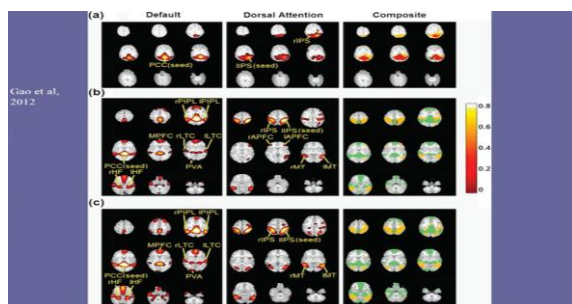 (a)
Default
Dorsal Attention
Composite
rIPS
PCC(seed)
lIPS(seed)
Gao et al,
2012
(b)
rPIPL lPIPL
rIPS lIPS(seed)
MPFC rLTC lLTC
rAPFC lAPFC
PCC(seed)
rHF lHF
PVA
rMT lMT
0.8
0.6
0.4
0.2
0
(c)
rPIPL lPIPL
rIPS lIPS(seed)
MPFC rLTC lLTC
PCC(seed)
rHF lHF
PVA
rMT lMT